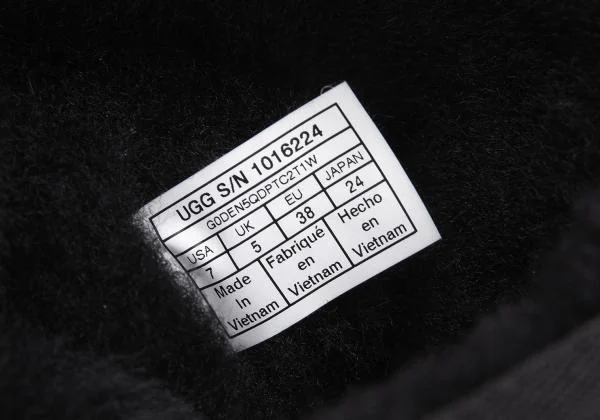 UGG S/N 1016224
G0DEN5QDPTC2T1W
USA UK EU JAPAN
7 5 38 24
Made In Vietnam
Fabriqué en Vietnam
Hecho en Vietnam